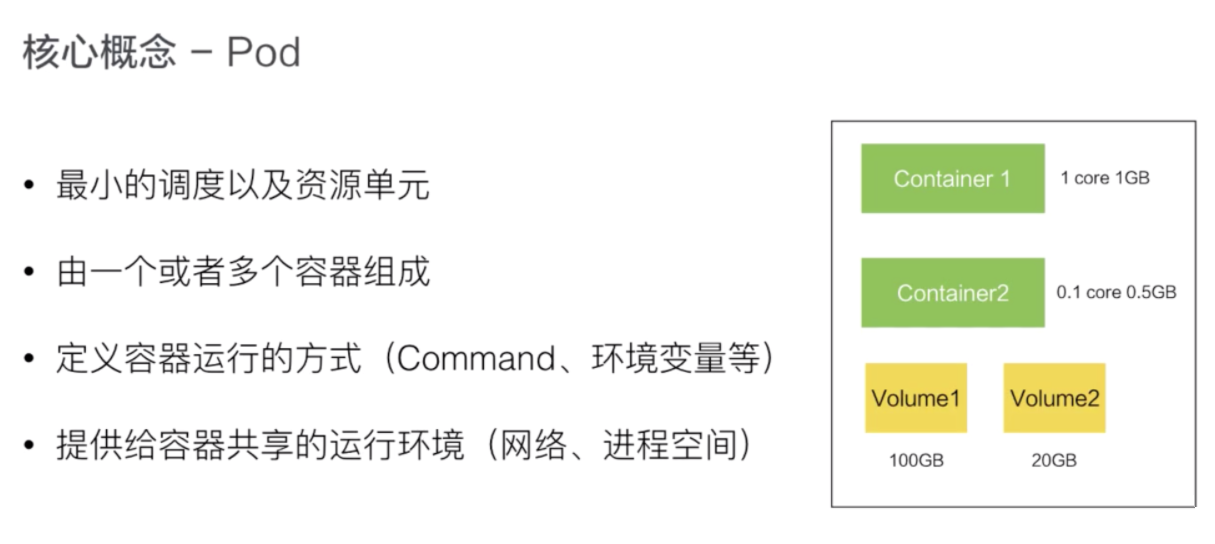 核心概念 – Pod
• 最小的调度以及资源单元
• 由一个或者多个容器组成
• 定义容器运行的方式（Command、环境变量等）
• 提供给容器共享的运行环境（网络、进程空间）
Container 1 1 core 1GB
Container2 0.1 core 0.5GB
Volume1 Volume2
100GB 20GB